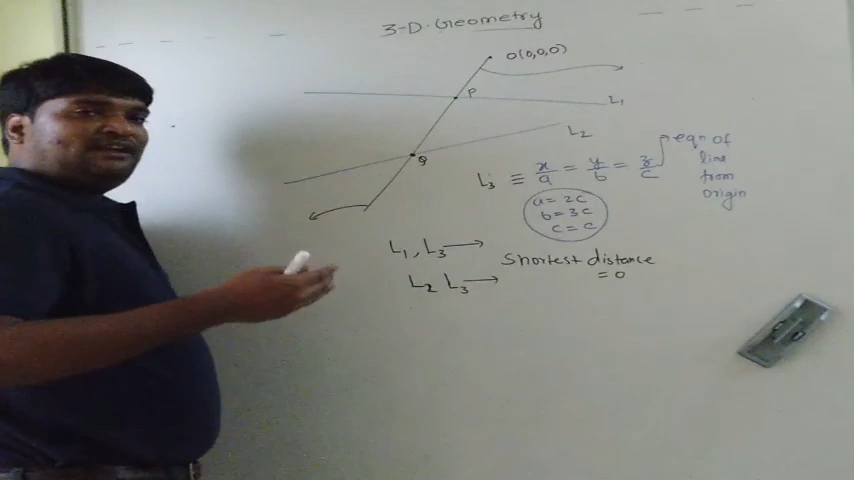 3-D-Geometry
O(0,0,0)
P
L1
L2
Q
L3 ≡ x/a = y/b = z/c
eqn of
line
from
origin
a = 2c
b = 3c
c = c
L1, L3 →
Shortest distance
= 0
L2 L3 →